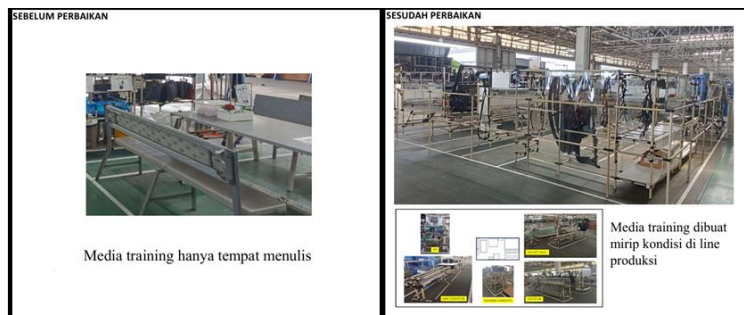 SEBELUM PERBAIKAN
Media training hanya tempat menulis
SESUDAH PERBAIKAN
Media training dibuat
mirip kondisi di line
produksi